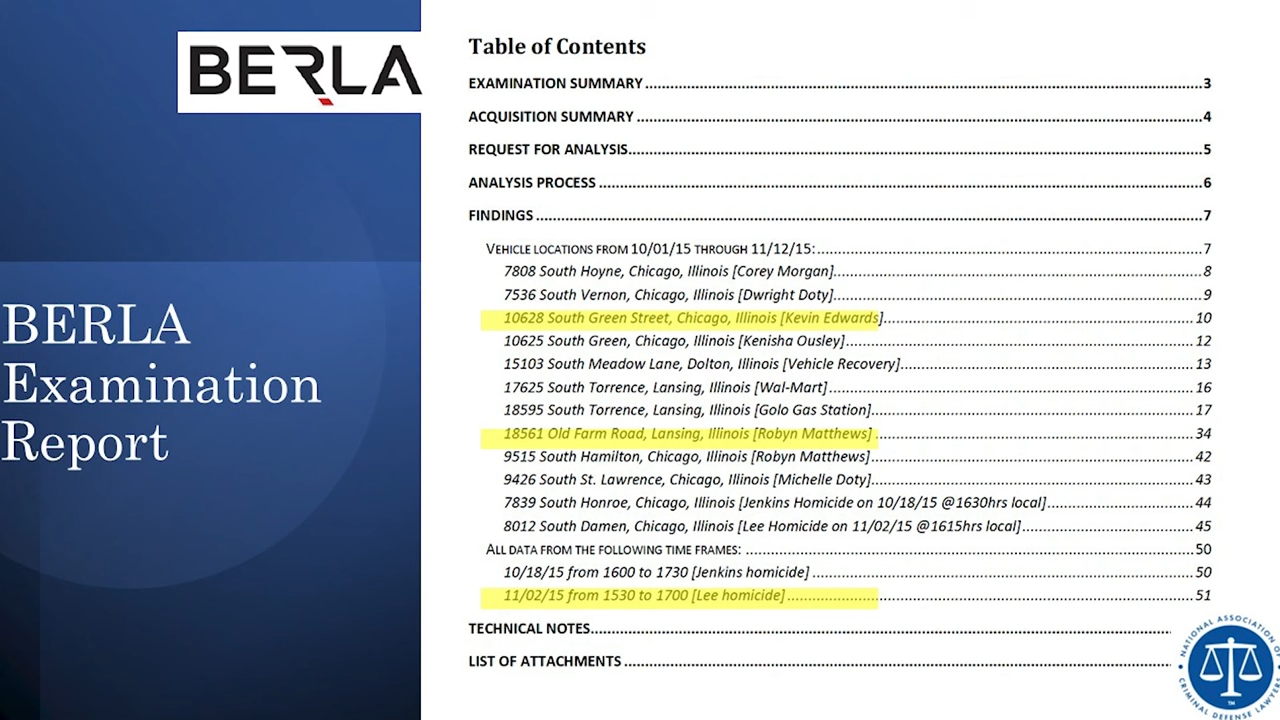 BERLA
BERLA
Examination
Report
Table of Contents
EXAMINATION SUMMARY 3
ACQUISITION SUMMARY 4
REQUEST FOR ANALYSIS 5
ANALYSIS PROCESS 6
FINDINGS 7
VEHICLE LOCATIONS FROM 10/01/15 THROUGH 11/12/15: 7
7808 South Hoyne, Chicago, Illinois [Corey Morgan] 8
7536 South Vernon, Chicago, Illinois [Dwright Doty] 9
10628 South Green Street, Chicago, Illinois [Kevin Edwards] 10
10625 South Green, Chicago, Illinois [Kenisha Ousley] 12
15103 South Meadow Lane, Dolton, Illinois [Vehicle Recovery] 13
17625 South Torrence, Lansing, Illinois [Wal-Mart] 16
18595 South Torrence, Lansing, Illinois [Golo Gas Station] 17
18561 Old Farm Road, Lansing, Illinois [Robyn Matthews] 34
9515 South Hamilton, Chicago, Illinois [Robyn Matthews] 42
9426 South St. Lawrence, Chicago, Illinois [Michelle Doty] 43
7839 South Honroe, Chicago, Illinois [Jenkins Homicide on 10/18/15 @1630hrs local] 44
8012 South Damen, Chicago, Illinois [Lee Homicide on 11/02/15 @1615hrs local] 45
ALL DATA FROM THE FOLLOWING TIME FRAMES: 50
10/18/15 from 1600 to 1730 [Jenkins homicide] 50
11/02/15 from 1530 to 1700 [Lee homicide] 51
TECHNICAL NOTES
LIST OF ATTACHMENTS
NATIONAL ASSOCIATION OF
CRIMINAL DEFENSE LAWYERS
TM